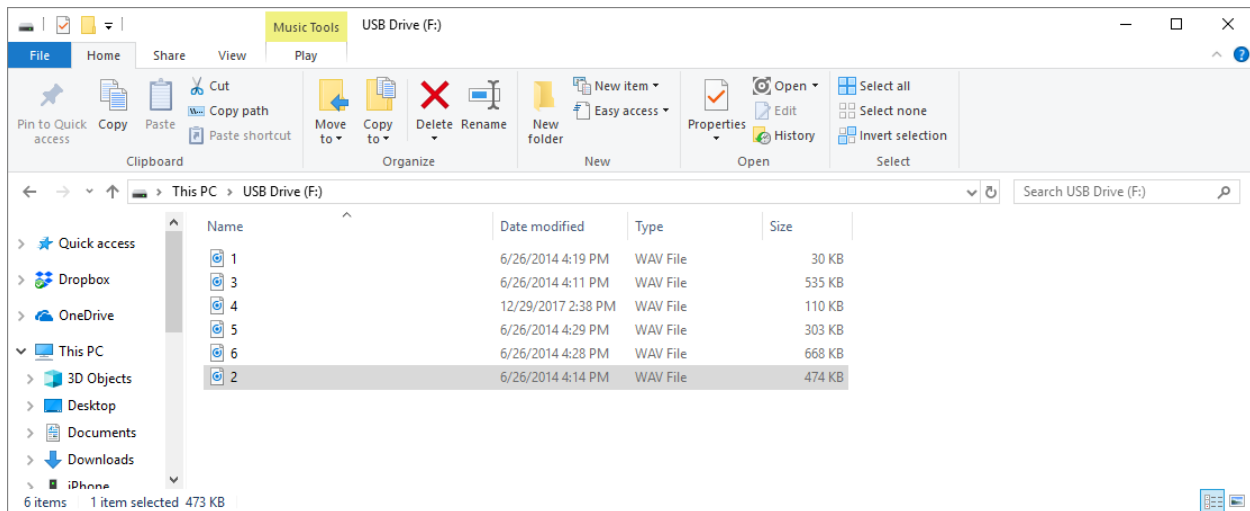 Music Tools USB Drive (F:)
File Home Share View Play
Pin to Quick access
Copy
Paste
Cut
Copy path
Paste shortcut
Clipboard
Move to
Copy to
Delete
Rename
Organize
New folder
New item
Easy access
New
Properties
Open
Edit
History
Open
Select all
Select none
Invert selection
Select
This PC > USB Drive (F:)
Search USB Drive (F:)
Quick access
Dropbox
OneDrive
This PC
3D Objects
Desktop
Documents
Downloads
iPhone
Name Date modified Type Size
1 6/26/2014 4:19 PM WAV File 30 KB
3 6/26/2014 4:11 PM WAV File 535 KB
4 12/29/2017 2:38 PM WAV File 110 KB
5 6/26/2014 4:29 PM WAV File 303 KB
6 6/26/2014 4:28 PM WAV File 668 KB
2 6/26/2014 4:14 PM WAV File 474 KB
6 items 1 item selected 473 KB